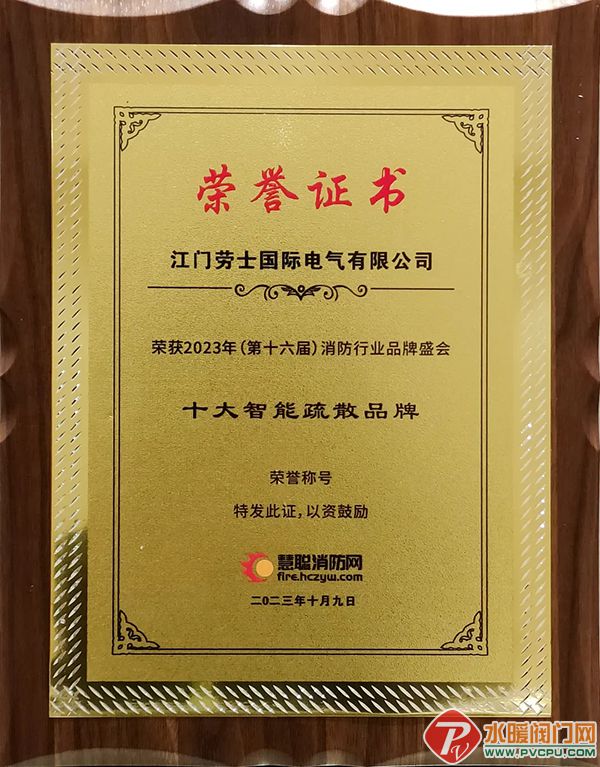 荣誉证书
江门劳士国际电气有限公司
荣获2023年(第十六届)消防行业品牌盛会
十大智能疏散品牌
荣誉称号
特发此证,以资鼓励
慧聪消防网
fire.hczyw.com
二0二三年十月九日
水暖阀门网
WWW.PVCPU.COM